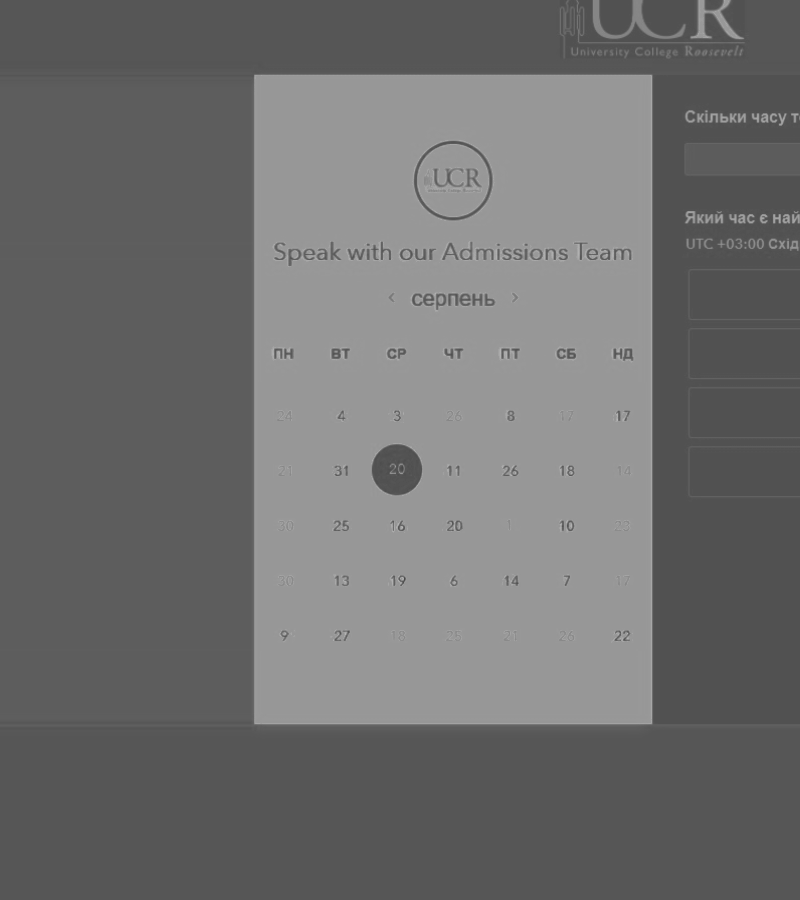 UCR
University College Roosevelt
UCR
Speak with our Admissions Team
< серпень >
ПН ВТ СР ЧТ ПТ СБ НД
24 4 3 26 8 17 17
21 31 20 11 26 18 14
30 25 16 20 1 10 22
30 13 19 6 14 7 17
9 27 18 25 21 26 22
Скільки часу
Який час є най
UTC +03:00 Схід